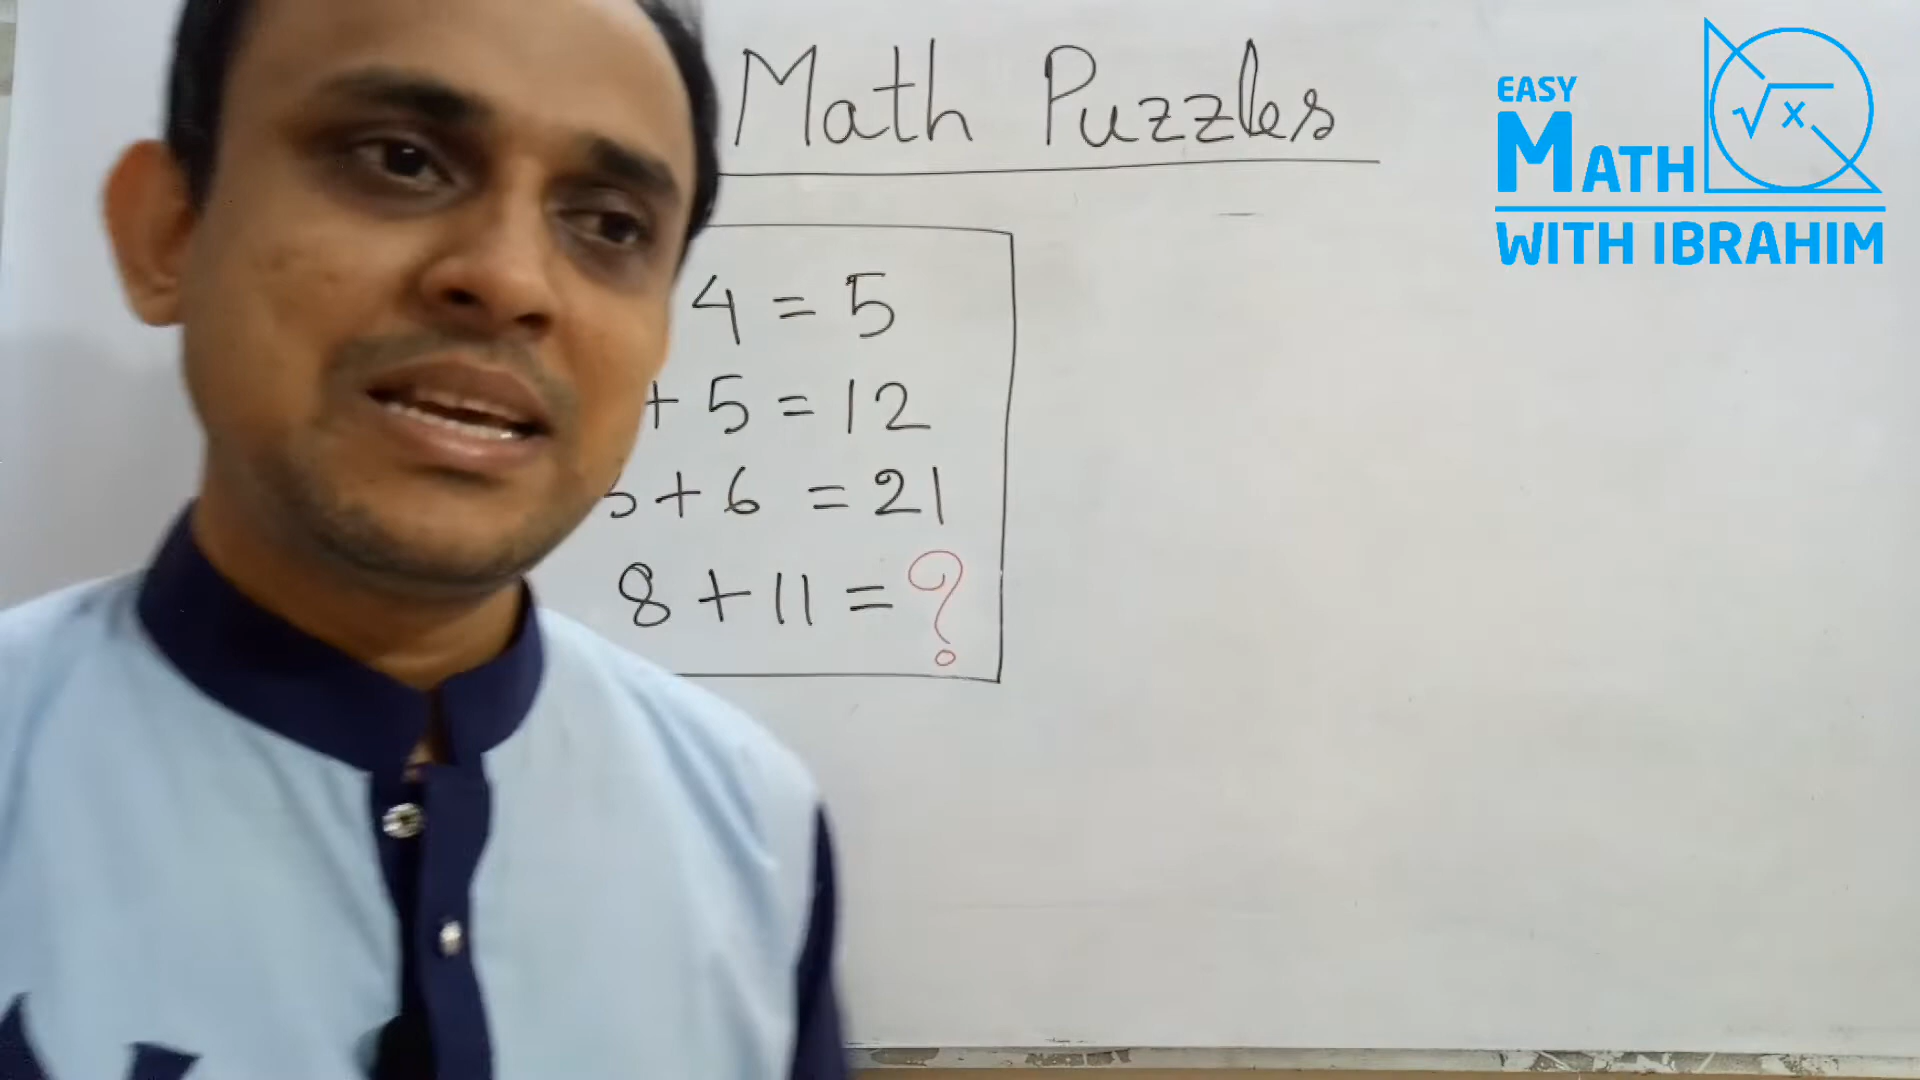 Math Puzzles
EASY
MATH
√x
WITH IBRAHIM
4 = 5
+ 5 = 12
+ 6 = 21
8 + 11 = ?